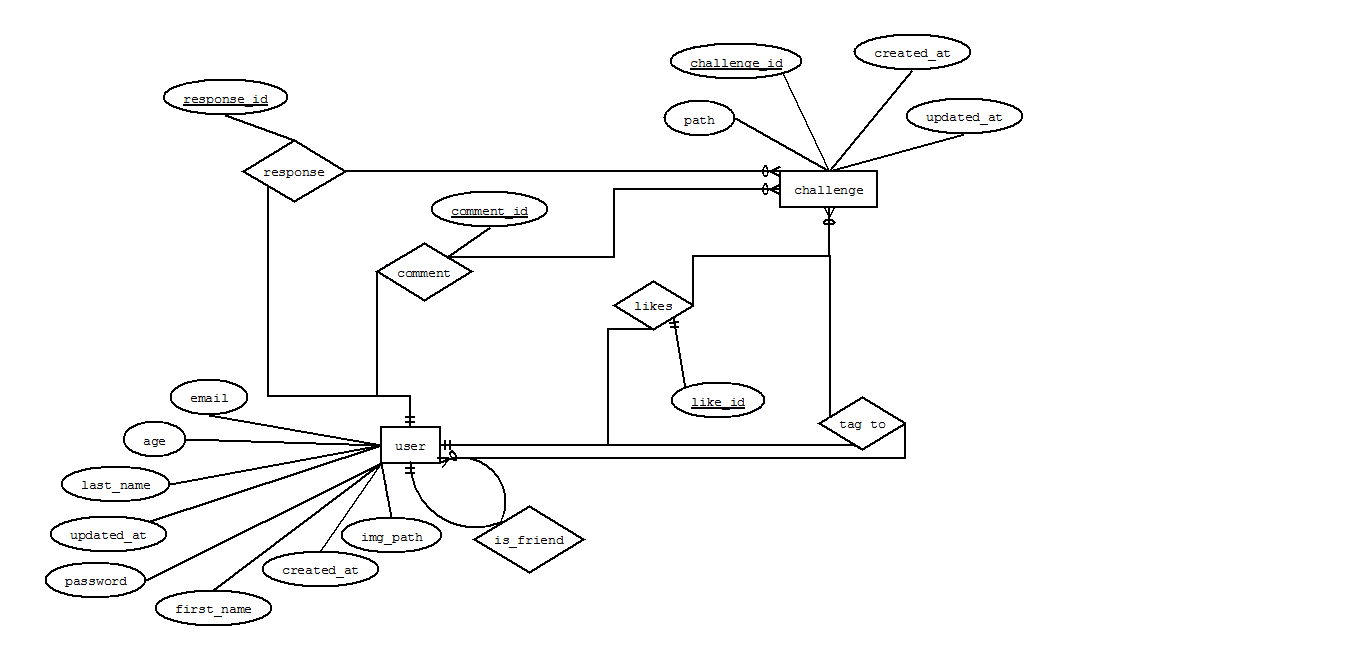 created_at
challenge_id
response_id
path
updated_at
response
challenge
comment_id
comment
likes
email
like_id
age
tag to
user
last_name
updated_at
img_path
is_friend
password
created_at
first_name